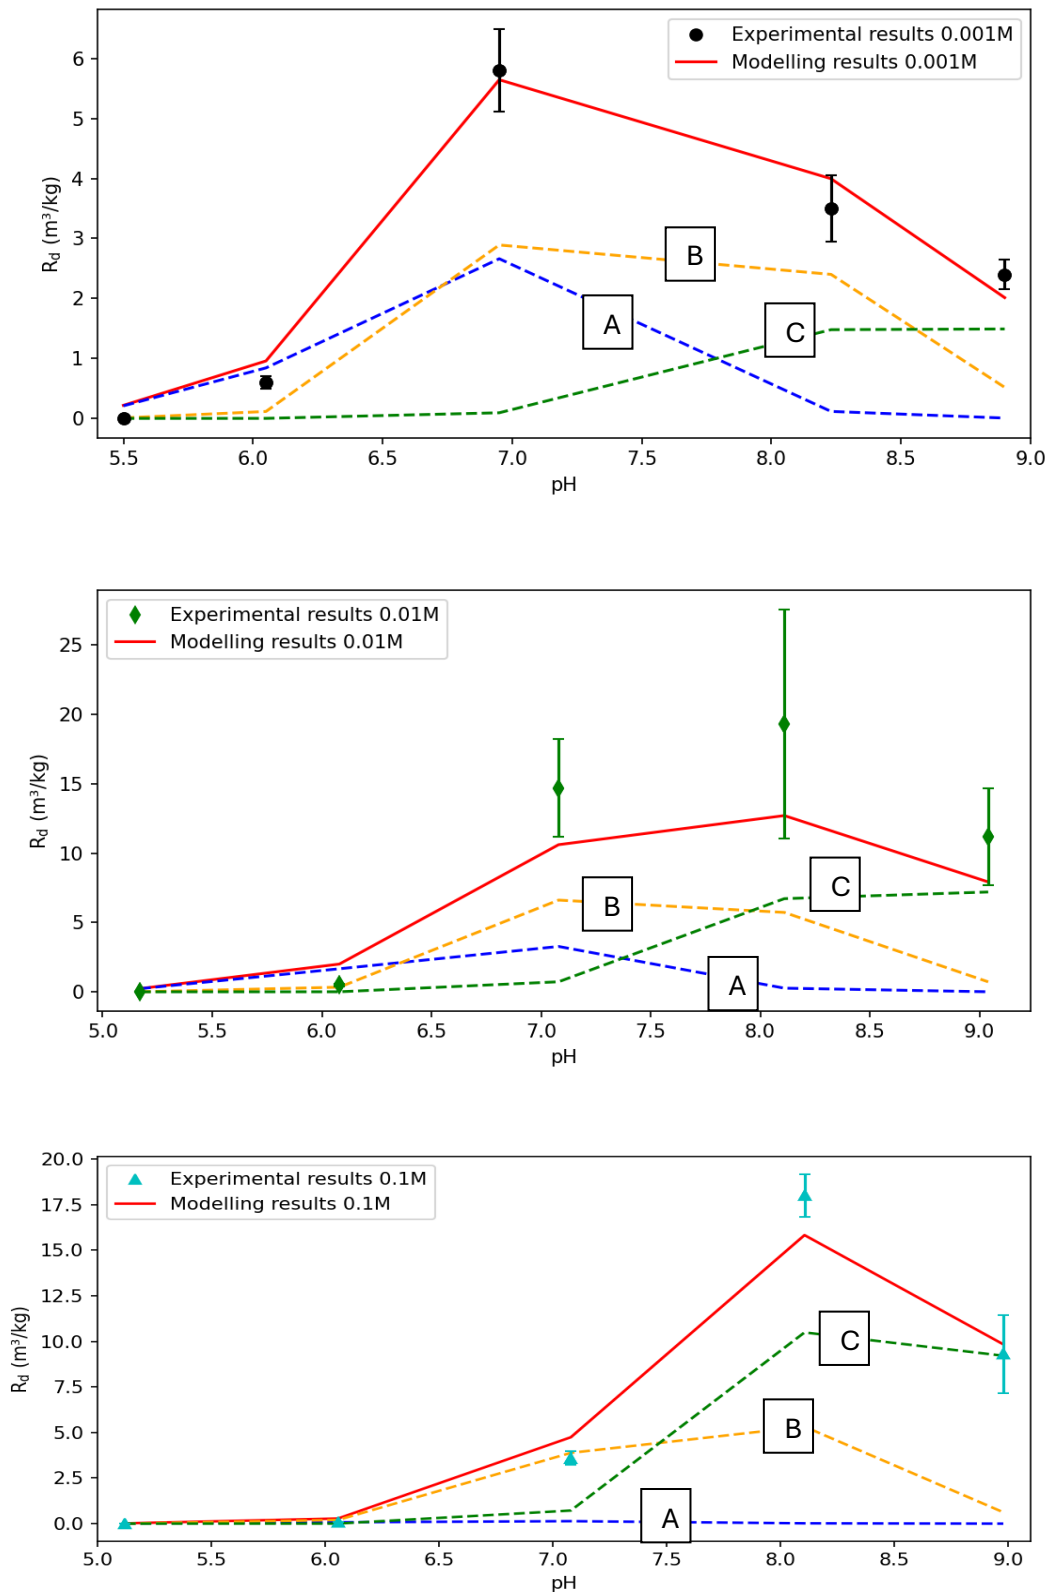 Experimental results 0.001M
Modelling results 0.001M
6
5
4
3
2
1
0
R_d (m³/kg)
B
A
C
5.5 6.0 6.5 7.0 7.5 8.0 8.5 9.0
pH
Experimental results 0.01M
Modelling results 0.01M
25
20
15
10
5
0
R_d (m³/kg)
C
B
A
5.0 5.5 6.0 6.5 7.0 7.5 8.0 8.5 9.0
pH
Experimental results 0.1M
Modelling results 0.1M
20.0
17.5
15.0
12.5
10.0
7.5
5.0
2.5
0.0
R_d (m³/kg)
C
B
A
5.0 5.5 6.0 6.5 7.0 7.5 8.0 8.5 9.0
pH